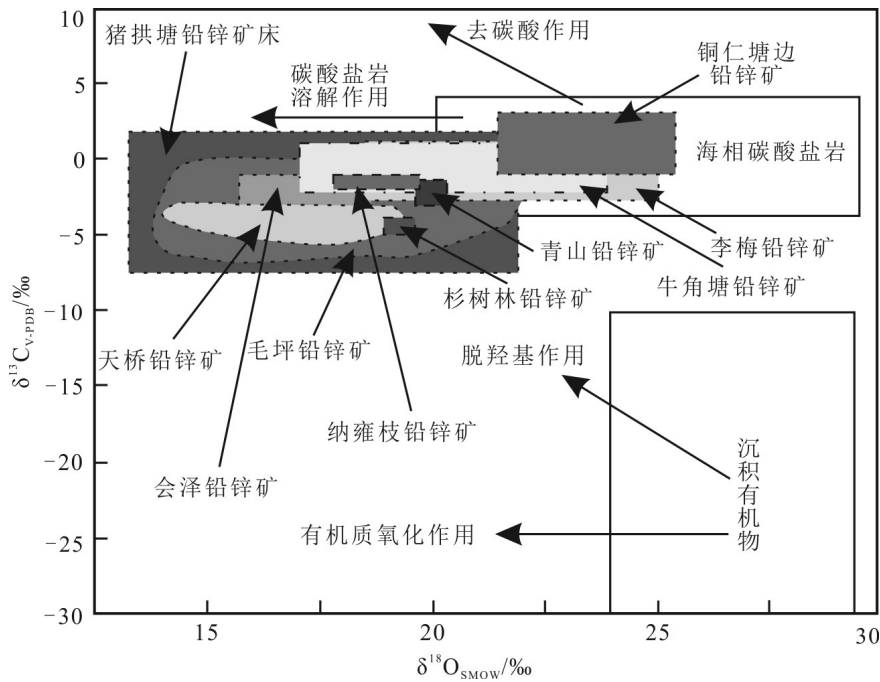 10
5
0
−5
−10
−15
−20
−25
−30
δ¹³C_V-PDB/‰
猪拱塘铅锌矿床
去碳酸作用
铜仁塘边
铅锌矿
碳酸盐岩
溶解作用
海相碳酸盐岩
青山铅锌矿
李梅铅锌矿
杉树林铅锌矿
牛角塘铅锌矿
天桥铅锌矿
毛坪铅锌矿
脱羟基作用
纳雍枝铅锌矿
会泽铅锌矿
沉积有机物
有机质氧化作用
15
20
25
30
δ¹⁸O_SMOW/‰